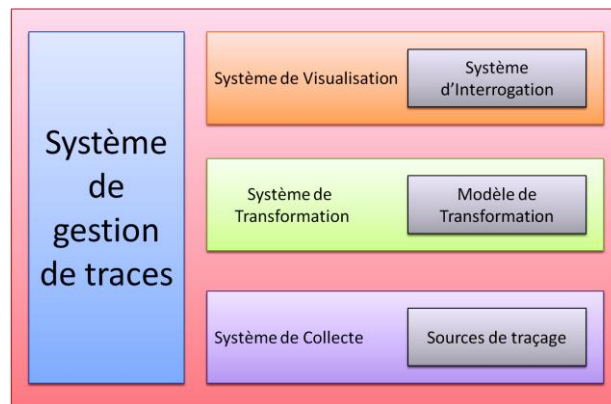 Système
de
gestion
de traces
Système de Visualisation
Système
d’Interrogation
Système de
Transformation
Modèle de
Transformation
Système de Collecte
Sources de traçage